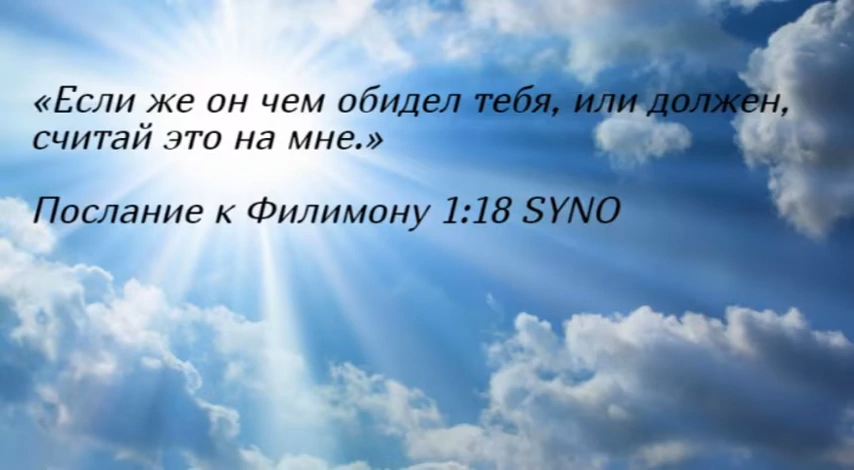 «Если же он чем обидел тебя, или должен,
считай это на мне.»
Послание к Филимону 1:18 SYNO